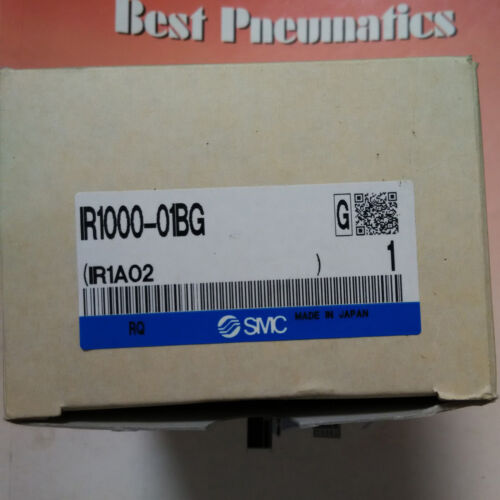 Best Pneumatics
IR1000-01BG
G
(IR1A02 )
1
RQ
SMC
MADE IN JAPAN